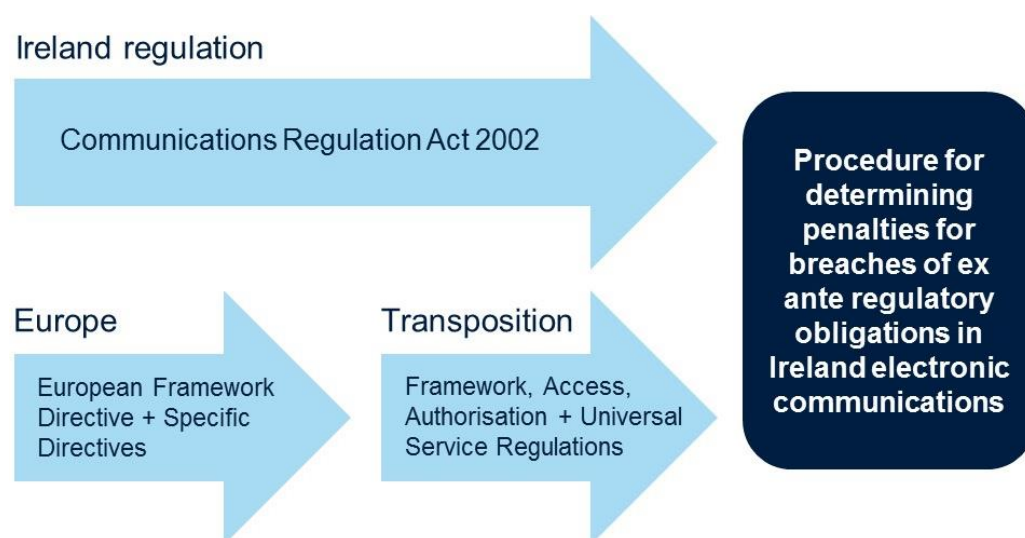 Ireland regulation
Communications Regulation Act 2002
Procedure for
determining
penalties for
breaches of ex
ante regulatory
obligations in
Ireland electronic
communications
Europe
European Framework
Directive + Specific
Directives
Transposition
Framework, Access,
Authorisation + Universal
Service Regulations